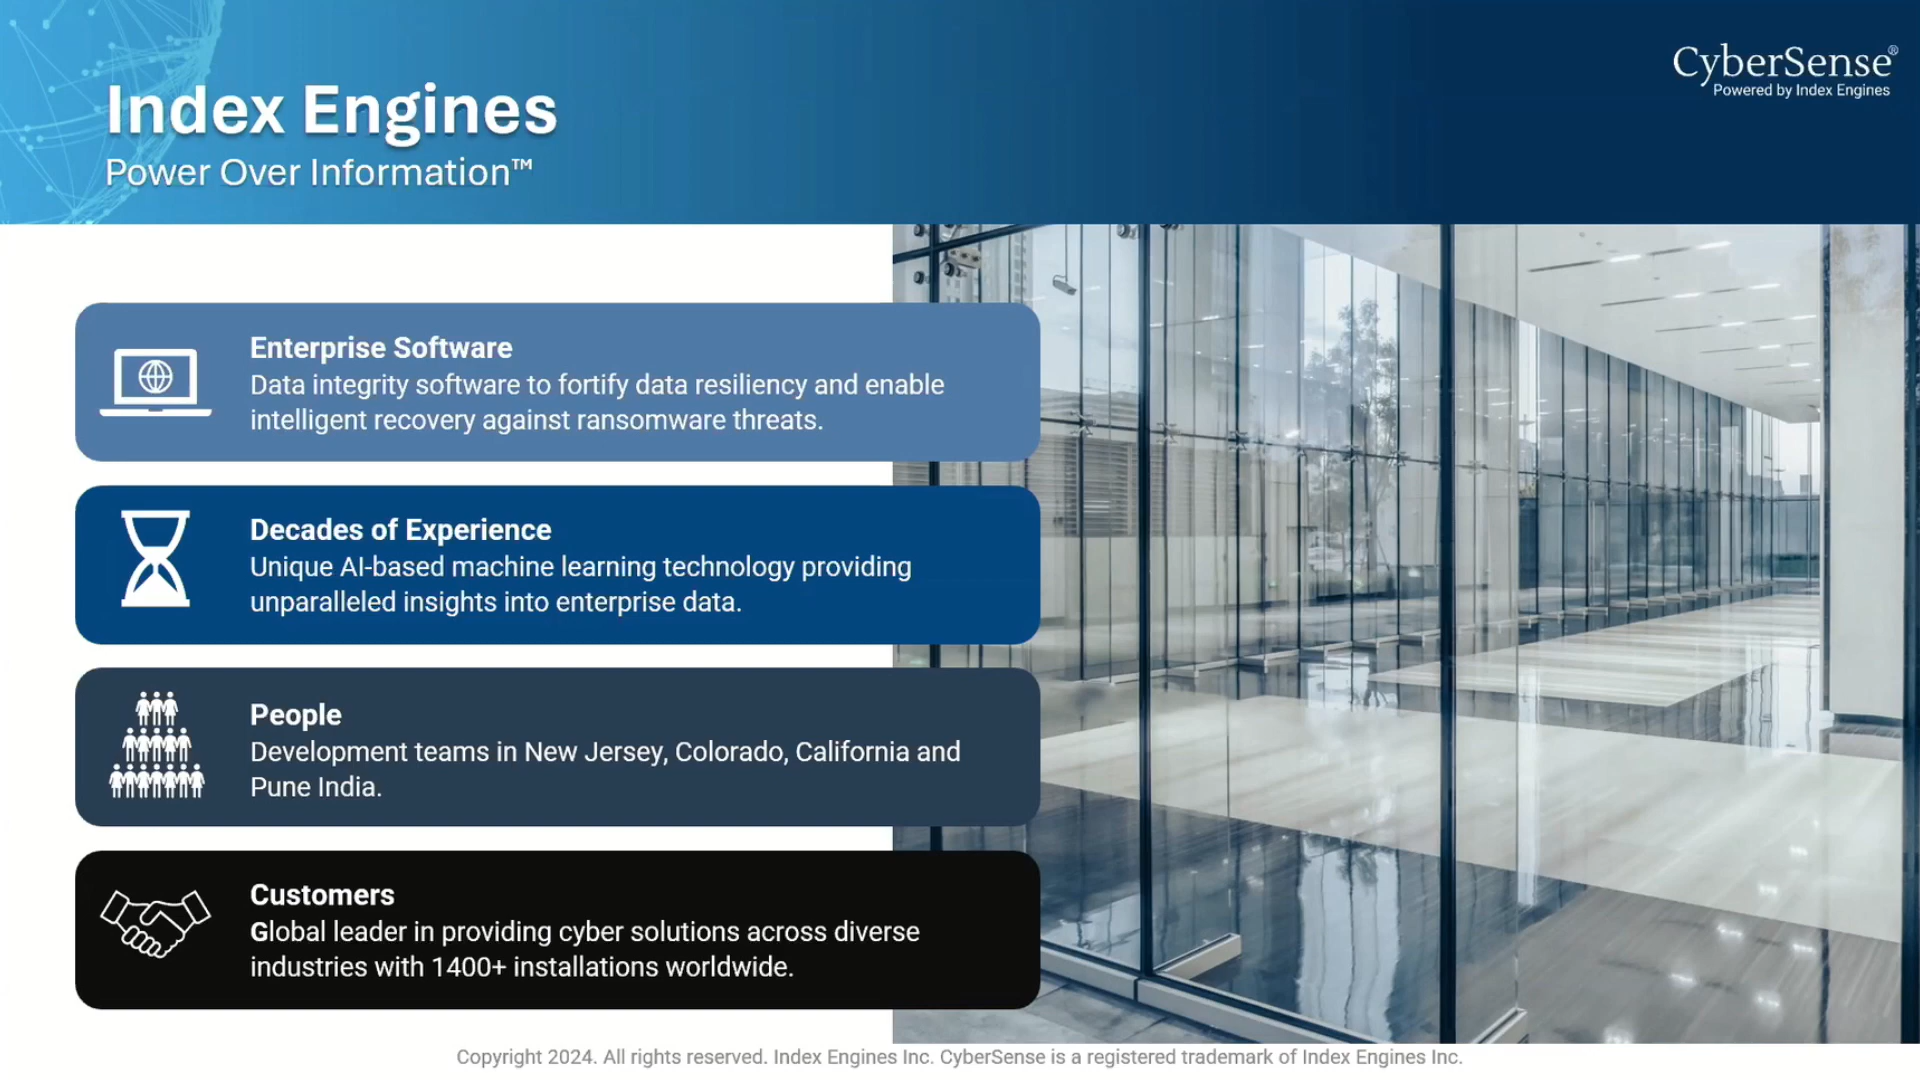 Index Engines
Power Over Information™
CyberSense®
Powered by Index Engines
Enterprise Software
Data integrity software to fortify data resiliency and enable
intelligent recovery against ransomware threats.
Decades of Experience
Unique AI-based machine learning technology providing
unparalleled insights into enterprise data.
People
Development teams in New Jersey, Colorado, California and
Pune India.
Customers
Global leader in providing cyber solutions across diverse
industries with 1400+ installations worldwide.
Copyright 2024. All rights reserved. Index Engines Inc. CyberSense is a registered trademark of Index Engines Inc.